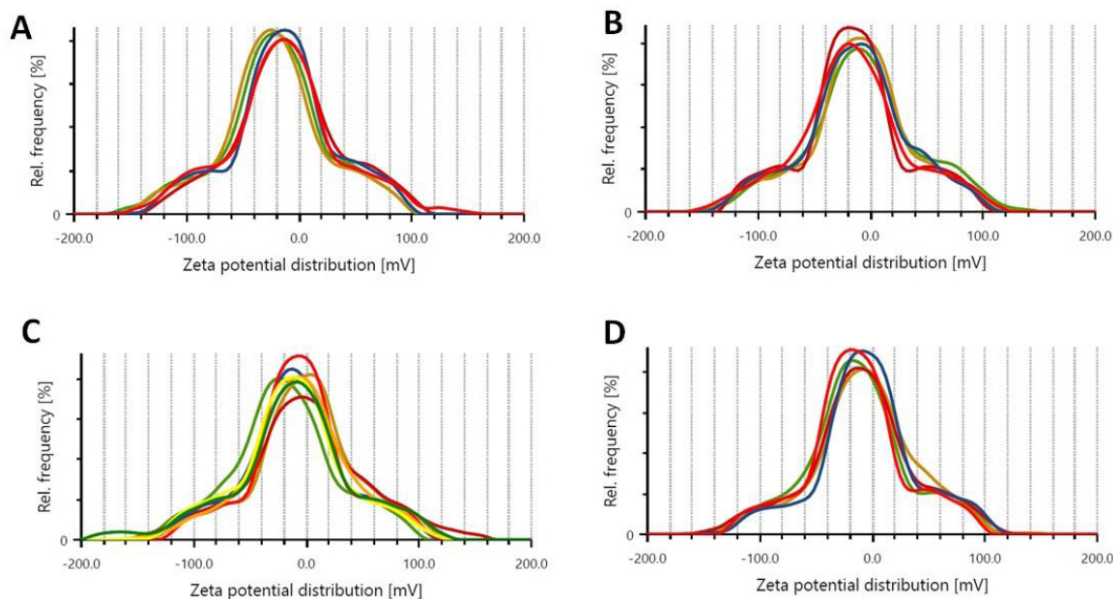 A
Rel. frequency [%]
0
-200.0 -100.0 0.0 100.0 200.0
Zeta potential distribution [mV]
B
Rel. frequency [%]
0
-200.0 -100.0 0.0 100.0 200.0
Zeta potential distribution [mV]
C
Rel. frequency [%]
0
-200.0 -100.0 0.0 100.0 200.0
Zeta potential distribution [mV]
D
Rel. frequency [%]
0
-200.0 -100.0 0.0 100.0 200.0
Zeta potential distribution [mV]